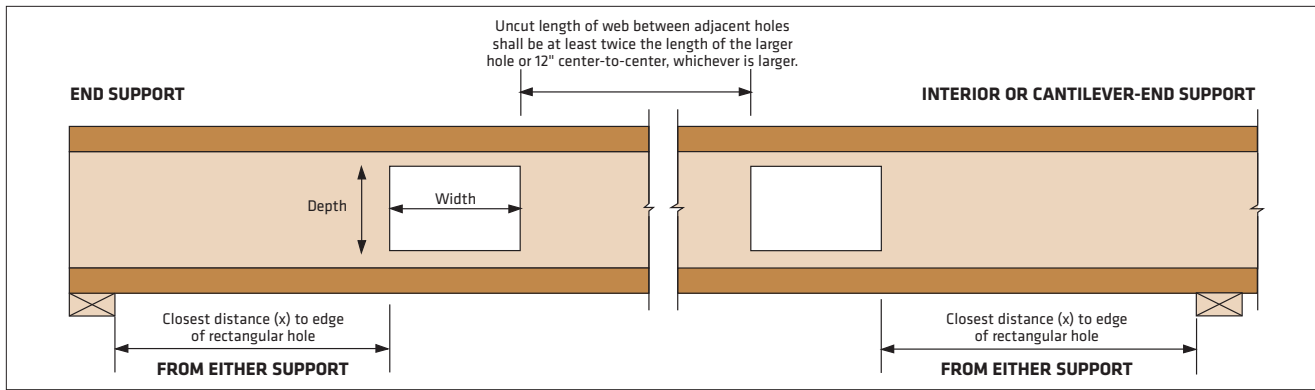 Uncut length of web between adjacent holes
shall be at least twice the length of the larger
hole or 12" center-to-center, whichever is larger.
END SUPPORT
INTERIOR OR CANTILEVER-END SUPPORT
Depth
Width
Closest distance (x) to edge
of rectangular hole
FROM EITHER SUPPORT
Closest distance (x) to edge
of rectangular hole
FROM EITHER SUPPORT